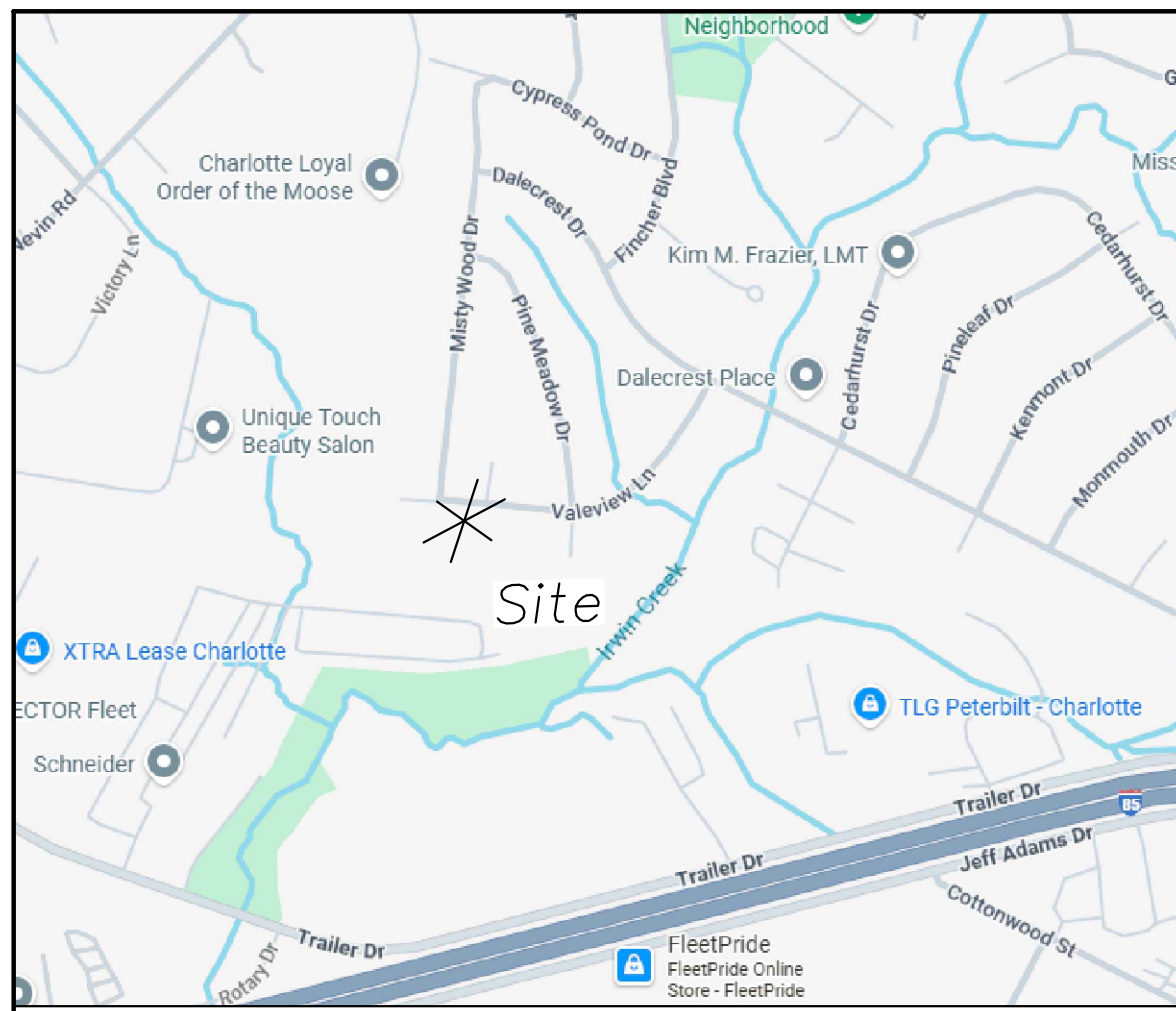 Neighborhood
Cypress Pond Dr
Charlotte Loyal
Order of the Moose
Dalecrest Dr
Fincher Blvd
Nevin Rd
Victory Ln
Misty Wood Dr
Kim M. Frazier, LMT
Cedarhurst Dr
Pine Meadow Dr
Pineleaf Dr
Dalecrest Place
Cedarhurst Dr
Kenmont Dr
Unique Touch
Beauty Salon
Monmouth Dr
Valeview Ln
Site
Irwin Creek
XTRA Lease Charlotte
ECTOR Fleet
TLG Peterbilt - Charlotte
Schneider
Trailer Dr
85
Jeff Adams Dr
Trailer Dr
Cottonwood St
Trailer Dr
Rotary Dr
FleetPride
FleetPride Online
Store - FleetPride